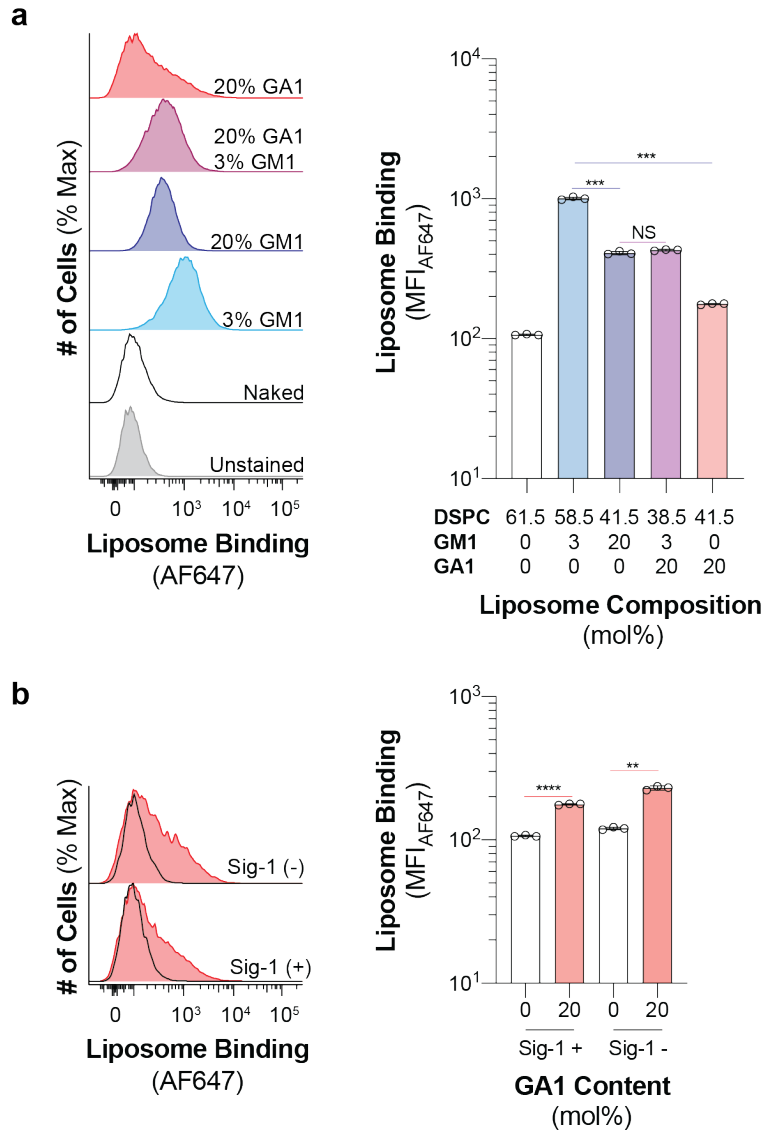 a
# of Cells (% Max)
20% GA1
20% GA1
3% GM1
20% GM1
3% GM1
Naked
Unstained
0 10³ 10⁴ 10⁵
Liposome Binding
(AF647)
Liposome Binding
(MFI_AF647)
10⁴
10³
10²
10¹
***
***
NS
DSPC 61.5 58.5 41.5 38.5 41.5
GM1 0 3 20 3 0
GA1 0 0 0 20 20
Liposome Composition
(mol%)
b
# of Cells (% Max)
Sig-1 (-)
Sig-1 (+)
0 10³ 10⁴ 10⁵
Liposome Binding
(AF647)
Liposome Binding
(MFI_AF647)
10³
10²
10¹
****
**
0 20 0 20
Sig-1 + Sig-1 -
GA1 Content
(mol%)